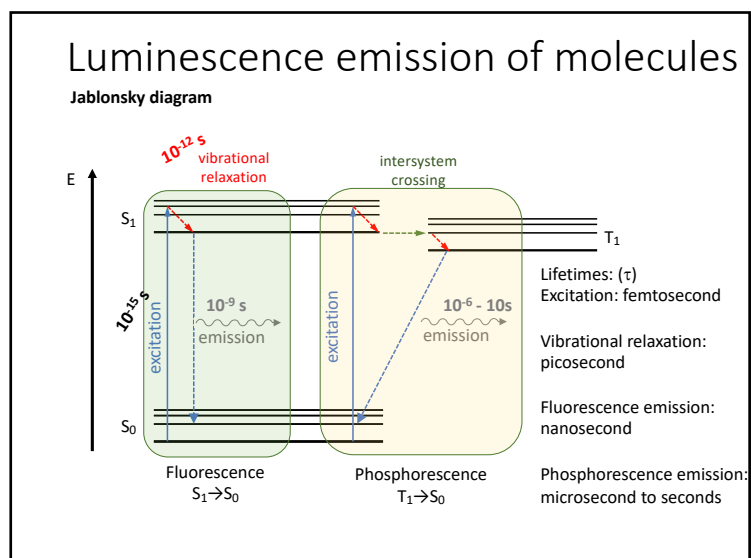 Luminescence emission of molecules
Jablonsky diagram
10⁻¹² s
vibrational
relaxation
intersystem
crossing
E
S₁
T₁
10⁻¹⁵ s
excitation
10⁻⁹ s
emission
excitation
10⁻⁶ - 10s
emission
S₀
Fluorescence
S₁→S₀
Phosphorescence
T₁→S₀
Lifetimes: (τ)
Excitation: femtosecond
Vibrational relaxation:
picosecond
Fluorescence emission:
nanosecond
Phosphorescence emission:
microsecond to seconds